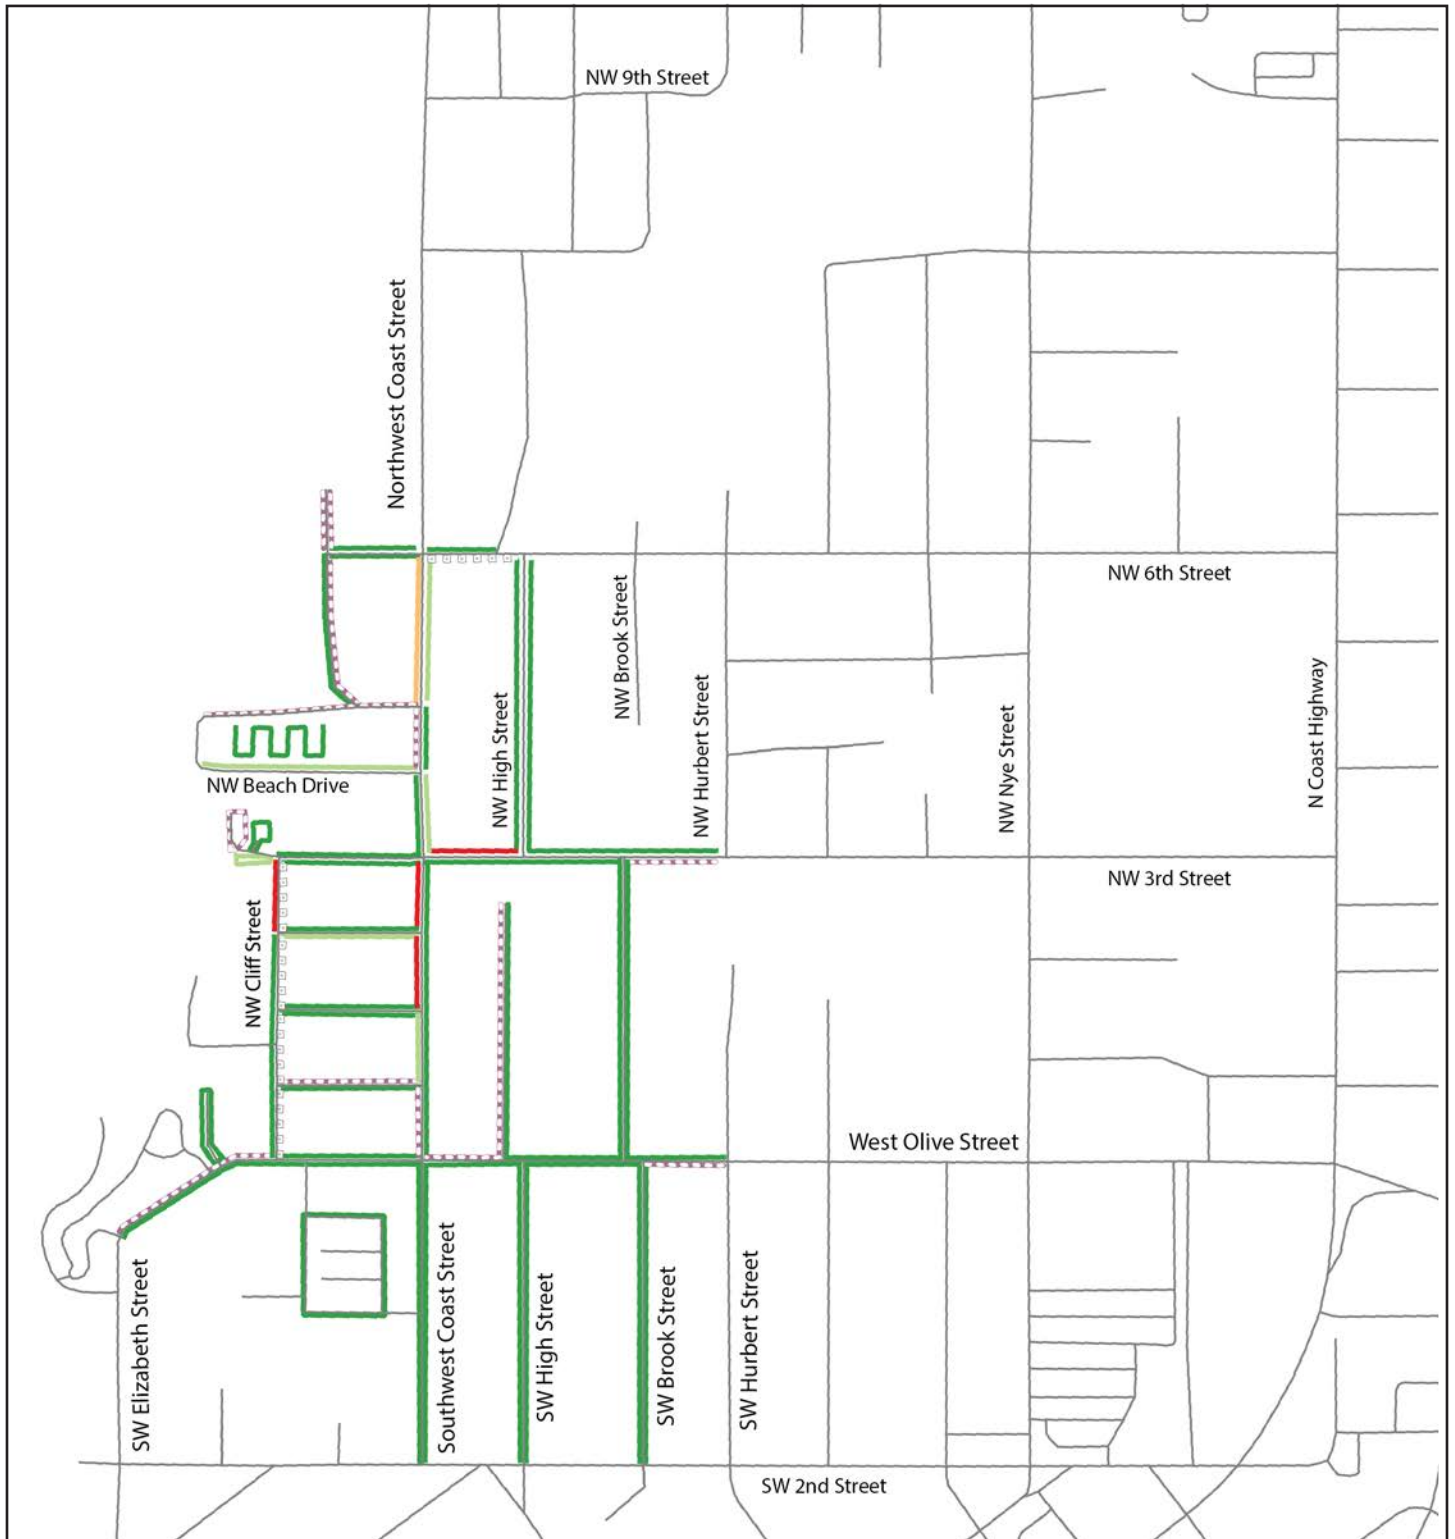 NW 9th Street
Northwest Coast Street
NW 6th Street
NW Brook Street
NW High Street
NW Hurbert Street
NW Nye Street
N Coast Highway
NW Beach Drive
NW 3rd Street
NW Cliff Street
West Olive Street
SW Elizabeth Street
Southwest Coast Street
SW High Street
SW Brook Street
SW Hurbert Street
SW 2nd Street